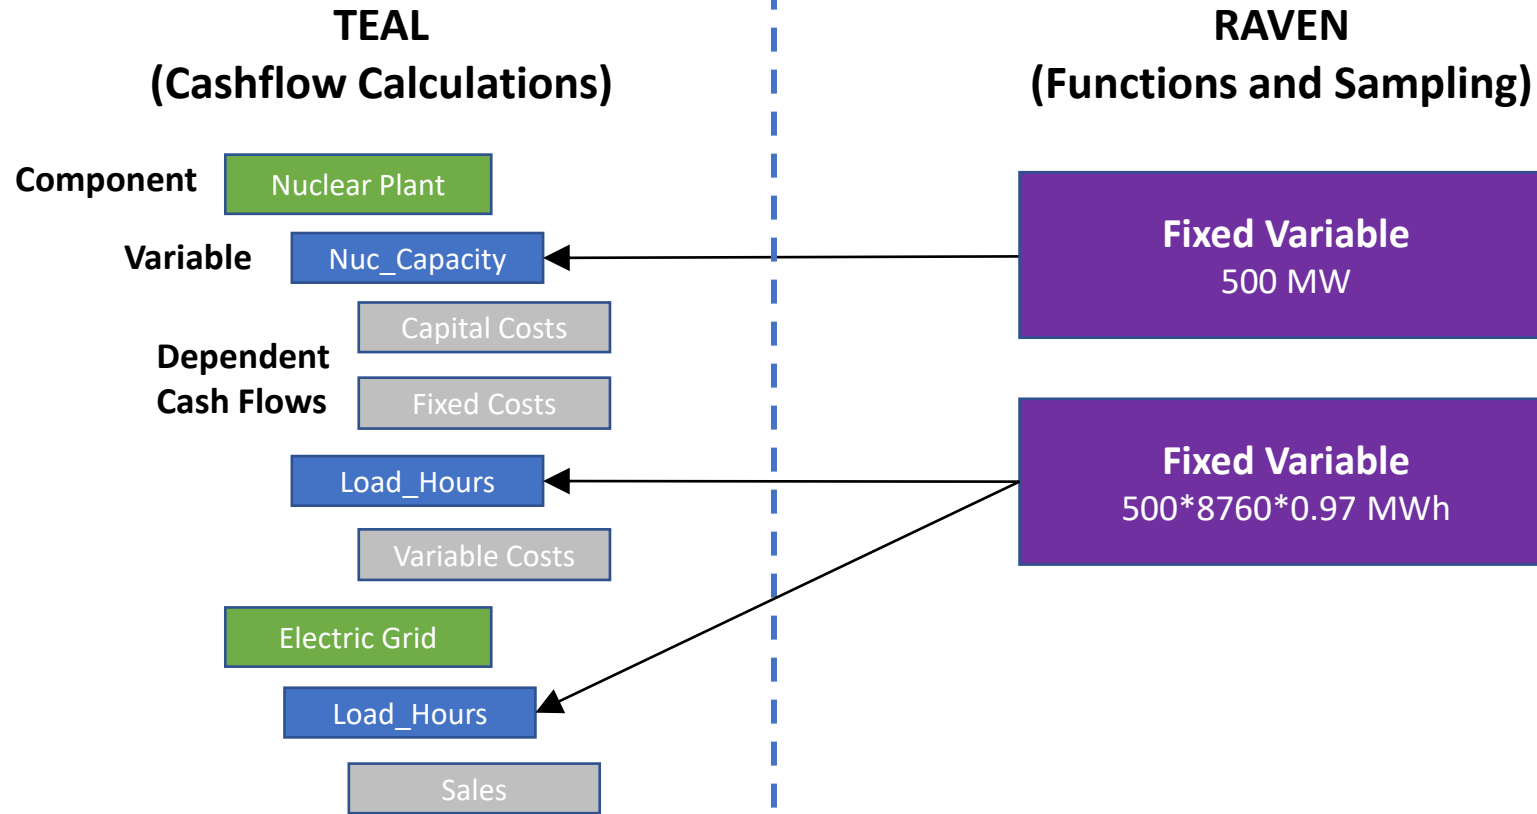 TEAL
(Cashflow Calculations)
RAVEN
(Functions and Sampling)
Component
Nuclear Plant
Variable
Nuc_Capacity
Capital Costs
Dependent
Cash Flows
Fixed Costs
Load_Hours
Variable Costs
Electric Grid
Load_Hours
Sales
Fixed Variable
500 MW
Fixed Variable
500*8760*0.97 MWh